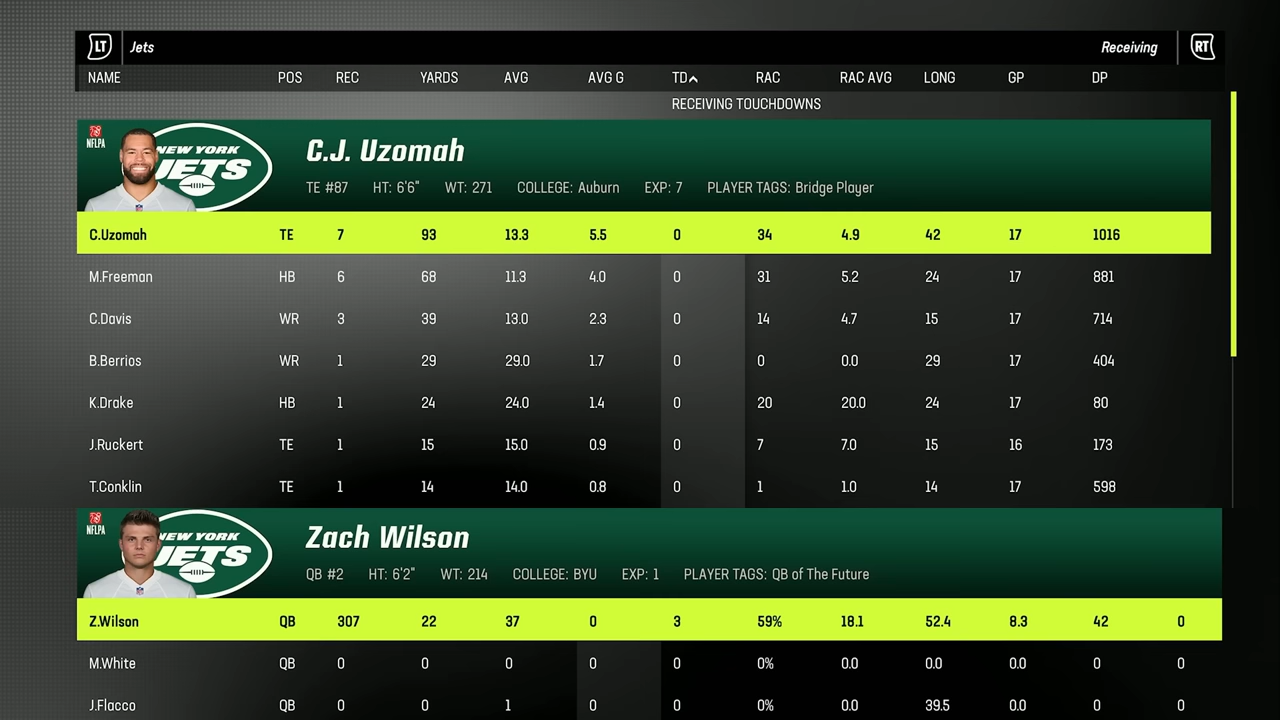 LT Jets Receiving RT
NAME POS REC YARDS AVG AVG G TD RAC RAC AVG LONG GP DP
RECEIVING TOUCHDOWNS
NFLPA NEW YORK JETS C.J. Uzomah
TE #87 HT: 6'6" WT: 271 COLLEGE: Auburn EXP: 7 PLAYER TAGS: Bridge Player
C.Uzomah TE 7 93 13.3 5.5 0 34 4.9 42 17 1016
M.Freeman HB 6 68 11.3 4.0 0 31 5.2 24 17 881
C.Davis WR 3 39 13.0 2.3 0 14 4.7 15 17 714
B.Berrios WR 1 29 29.0 1.7 0 0 0.0 29 17 404
K.Drake HB 1 24 24.0 1.4 0 20 20.0 24 17 80
J.Ruckert TE 1 15 15.0 0.9 0 7 7.0 15 16 173
T.Conklin TE 1 14 14.0 0.8 0 1 1.0 14 17 598
NFLPA NEW YORK JETS Zach Wilson
QB #2 HT: 6'2" WT: 214 COLLEGE: BYU EXP: 1 PLAYER TAGS: QB of The Future
Z.Wilson QB 307 22 37 0 3 59% 18.1 52.4 8.3 42 0
M.White QB 0 0 0 0 0 0% 0.0 0.0 0.0 0 0
J.Flacco QB 0 0 1 0 0 0% 0.0 39.5 0.0 0 0